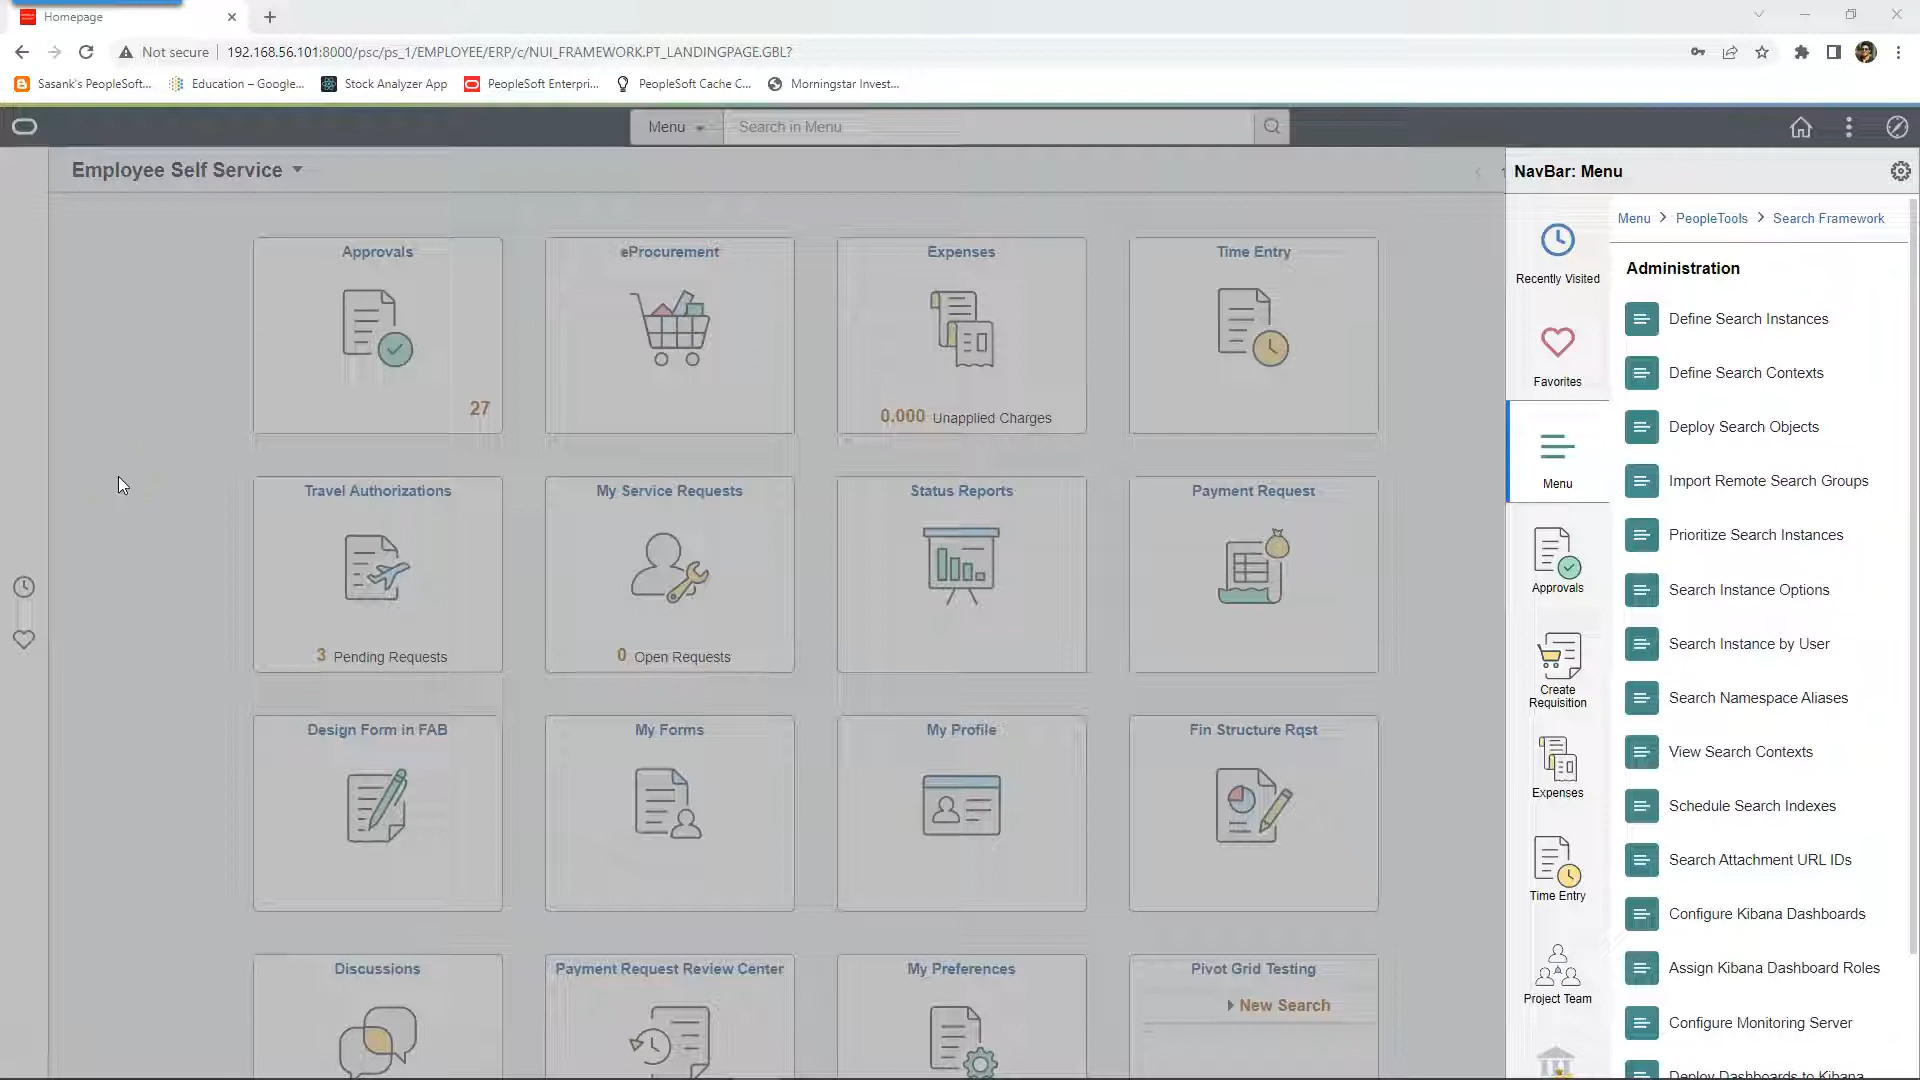 Homepage
Not secure
192.168.56.101:8000/psc/ps_1/EMPLOYEE/ERP/c/NUI_FRAMEWORK.PT_LANDINGPAGE.GBL?
Sasank's PeopleSoft...
Education – Google...
Stock Analyzer App
PeopleSoft Enterpri...
PeopleSoft Cache C...
Morningstar Invest...
Menu
Search in Menu
Employee Self Service
NavBar: Menu
Approvals
27
eProcurement
Expenses
0.000 Unapplied Charges
Time Entry
Travel Authorizations
3 Pending Requests
My Service Requests
0 Open Requests
Status Reports
Payment Request
Design Form in FAB
My Forms
My Profile
Fin Structure Rqst
Discussions
Payment Request Review Center
My Preferences
Pivot Grid Testing
New Search
Recently Visited
Favorites
Menu
Approvals
Create
Requisition
Expenses
Time Entry
Project Team
Menu > PeopleTools > Search Framework
Administration
Define Search Instances
Define Search Contexts
Deploy Search Objects
Import Remote Search Groups
Prioritize Search Instances
Search Instance Options
Search Instance by User
Search Namespace Aliases
View Search Contexts
Schedule Search Indexes
Search Attachment URL IDs
Configure Kibana Dashboards
Assign Kibana Dashboard Roles
Configure Monitoring Server
Deploy Dashboards to Kibana